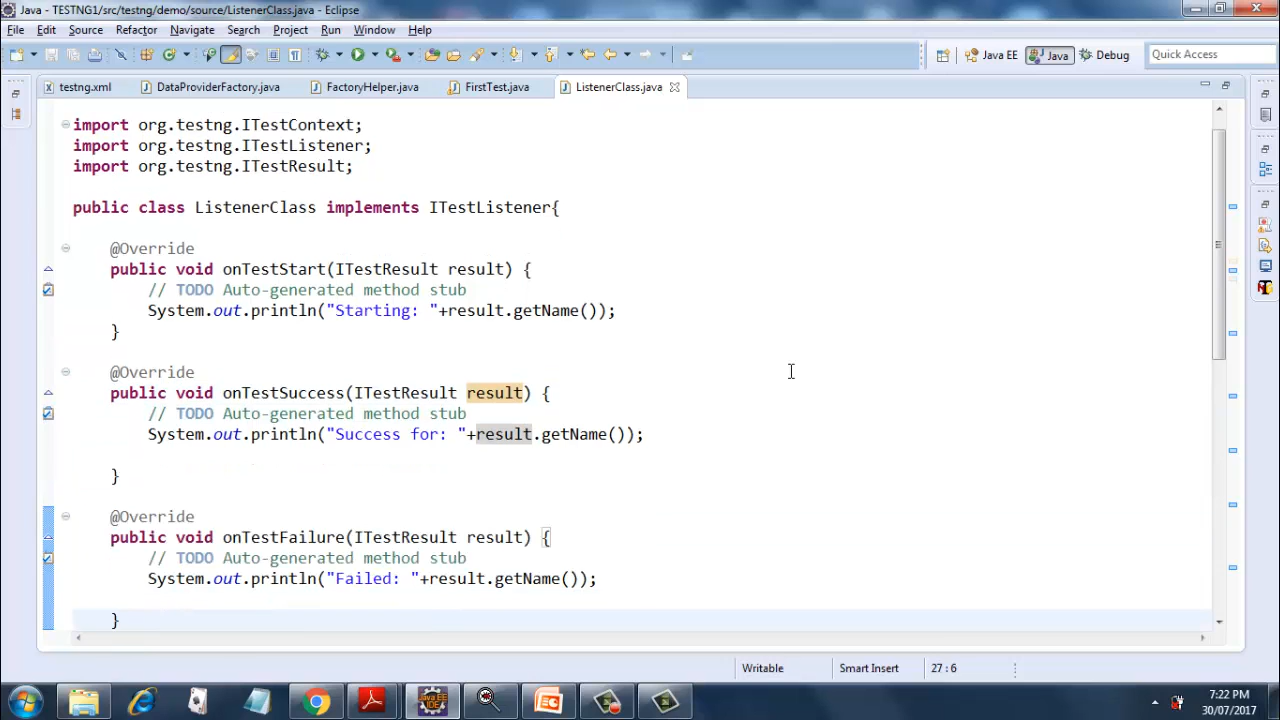 Java - TESTNG1/src/testng/demo/source/ListenerClass.java - Eclipse
File Edit Source Refactor Navigate Search Project Run Window Help
Java EE Java Debug Quick Access
testng.xml DataProviderFactory.java FactoryHelper.java FirstTest.java ListenerClass.java
import org.testng.ITestContext;
import org.testng.ITestListener;
import org.testng.ITestResult;
public class ListenerClass implements ITestListener{
@Override
public void onTestStart(ITestResult result) {
// TODO Auto-generated method stub
System.out.println("Starting: "+result.getName());
}
@Override
public void onTestSuccess(ITestResult result) {
// TODO Auto-generated method stub
System.out.println("Success for: "+result.getName());
}
@Override
public void onTestFailure(ITestResult result) {
// TODO Auto-generated method stub
System.out.println("Failed: "+result.getName());
}
Writable Smart Insert 27 : 6
7:22 PM
30/07/2017